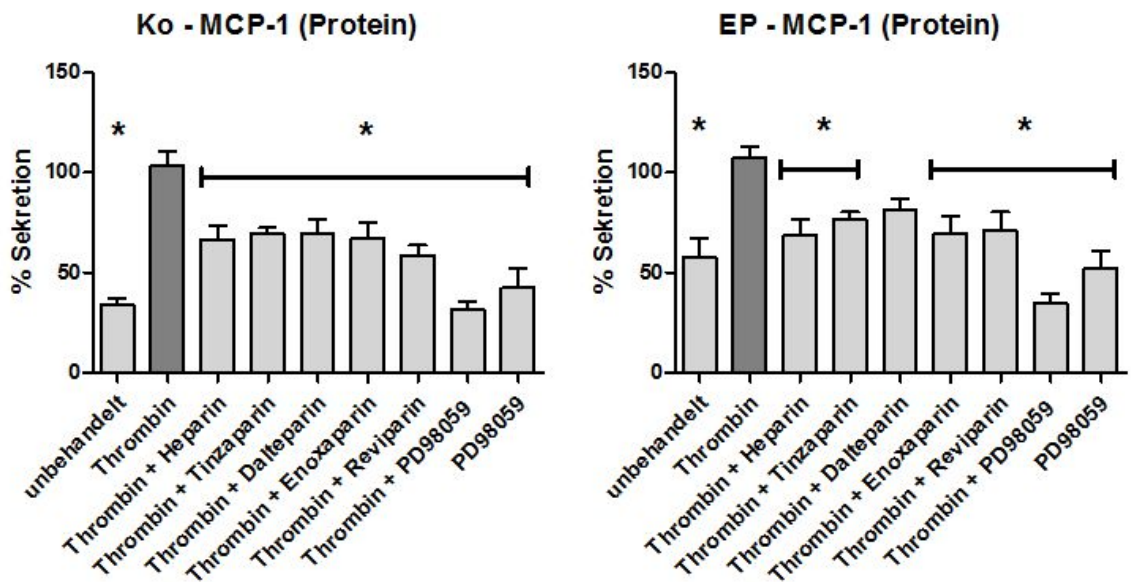 Ko - MCP-1 (Protein)
% Sekretion
150
100
50
0
*
*
unbehandelt
Thrombin
Thrombin + Heparin
Thrombin + Tinzaparin
Thrombin + Dalteparin
Thrombin + Enoxaparin
Thrombin + Reviparin
Thrombin + PD98059
PD98059
EP - MCP-1 (Protein)
% Sekretion
150
100
50
0
*
*
*
unbehandelt
Thrombin
Thrombin + Heparin
Thrombin + Tinzaparin
Thrombin + Dalteparin
Thrombin + Enoxaparin
Thrombin + Reviparin
Thrombin + PD98059
PD98059